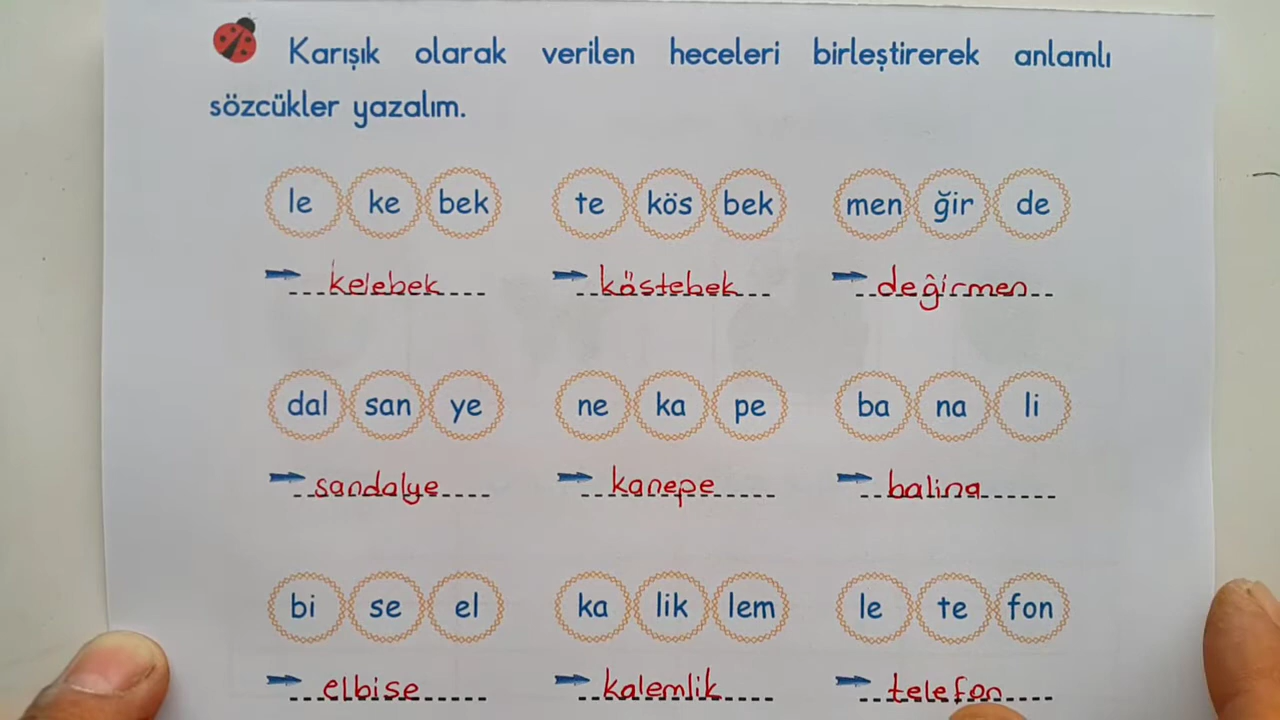 Karışık olarak verilen heceleri birleştirerek anlamlı
sözcükler yazalım.
le ke bek te kös bek men ğir de
kelebek köstebek değirmen
dal san ye ne ka pe ba na li
sandalye kanepe balina
bi se el ka lik lem le te fon
elbise kalemlik telefon